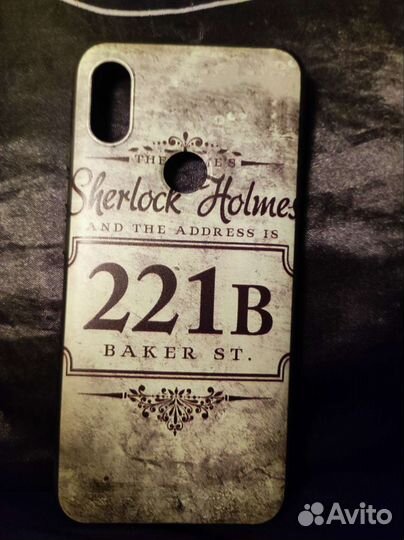 THE
Sherlock Holmes
AND THE ADDRESS IS
221B
BAKER ST.
Avito